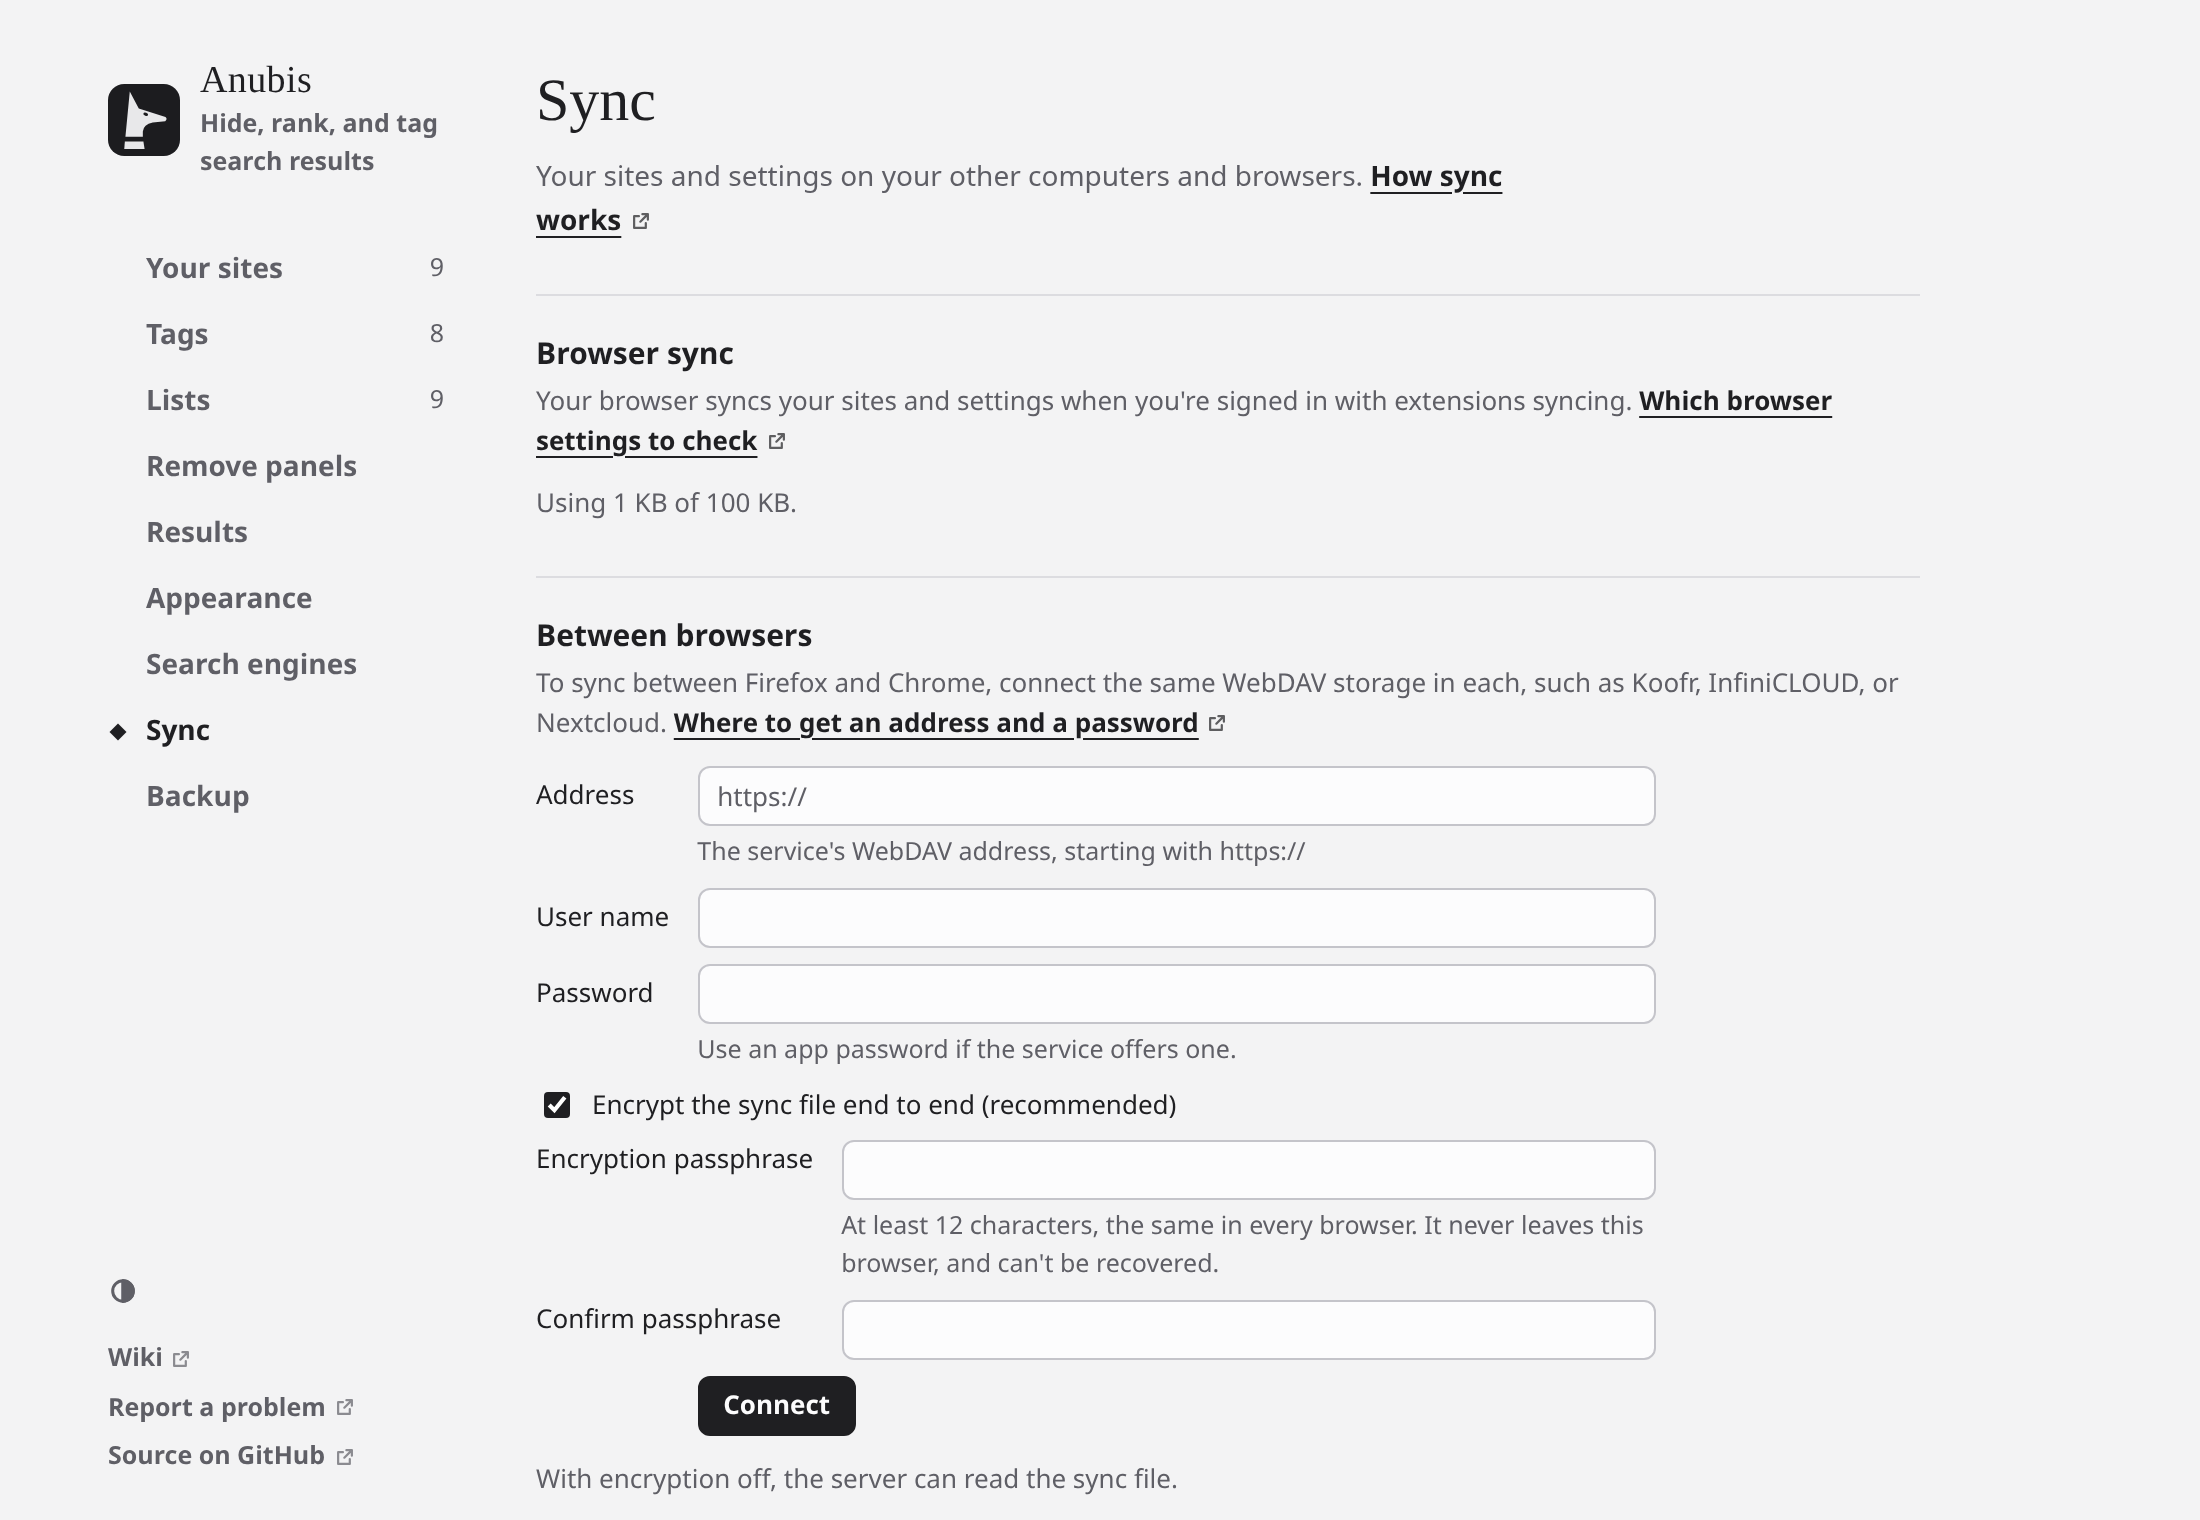 Anubis
Hide, rank, and tag
search results
Your sites 9
Tags 8
Lists 9
Remove panels
Results
Appearance
Search engines
Sync
Backup
Wiki
Report a problem
Source on GitHub
Sync
Your sites and settings on your other computers and browsers. How sync
works
Browser sync
Your browser syncs your sites and settings when you're signed in with extensions syncing. Which browser
settings to check
Using 1 KB of 100 KB.
Between browsers
To sync between Firefox and Chrome, connect the same WebDAV storage in each, such as Koofr, InfiniCLOUD, or
Nextcloud. Where to get an address and a password
Address https://
The service's WebDAV address, starting with https://
User name
Password
Use an app password if the service offers one.
Encrypt the sync file end to end (recommended)
Encryption passphrase
At least 12 characters, the same in every browser. It never leaves this
browser, and can't be recovered.
Confirm passphrase
Connect
With encryption off, the server can read the sync file.